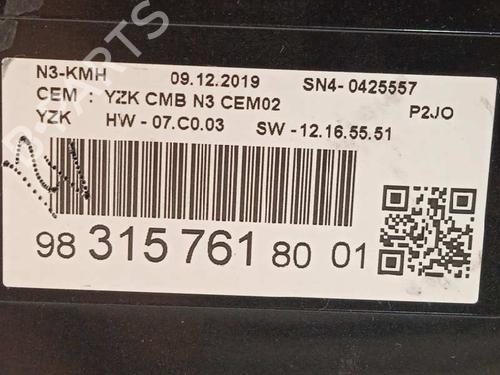 N3-KMH 09.12.2019 SN4- 0425557
CEM : YZK CMB N3 CEM02 P2JO
YZK HW - 07.C0.03 SW -12.16.55.51
98 315 761 80 01
B-PARTS